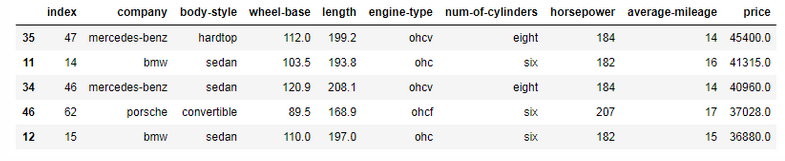 index company body-style wheel-base length engine-type num-of-cylinders horsepower average-mileage price
35 47 mercedes-benz hardtop 112.0 199.2 ohcv eight 184 14 45400.0
11 14 bmw sedan 103.5 193.8 ohc six 182 16 41315.0
34 46 mercedes-benz sedan 120.9 208.1 ohcv eight 184 14 40960.0
46 62 porsche convertible 89.5 168.9 ohcf six 207 17 37028.0
12 15 bmw sedan 110.0 197.0 ohc six 182 15 36880.0